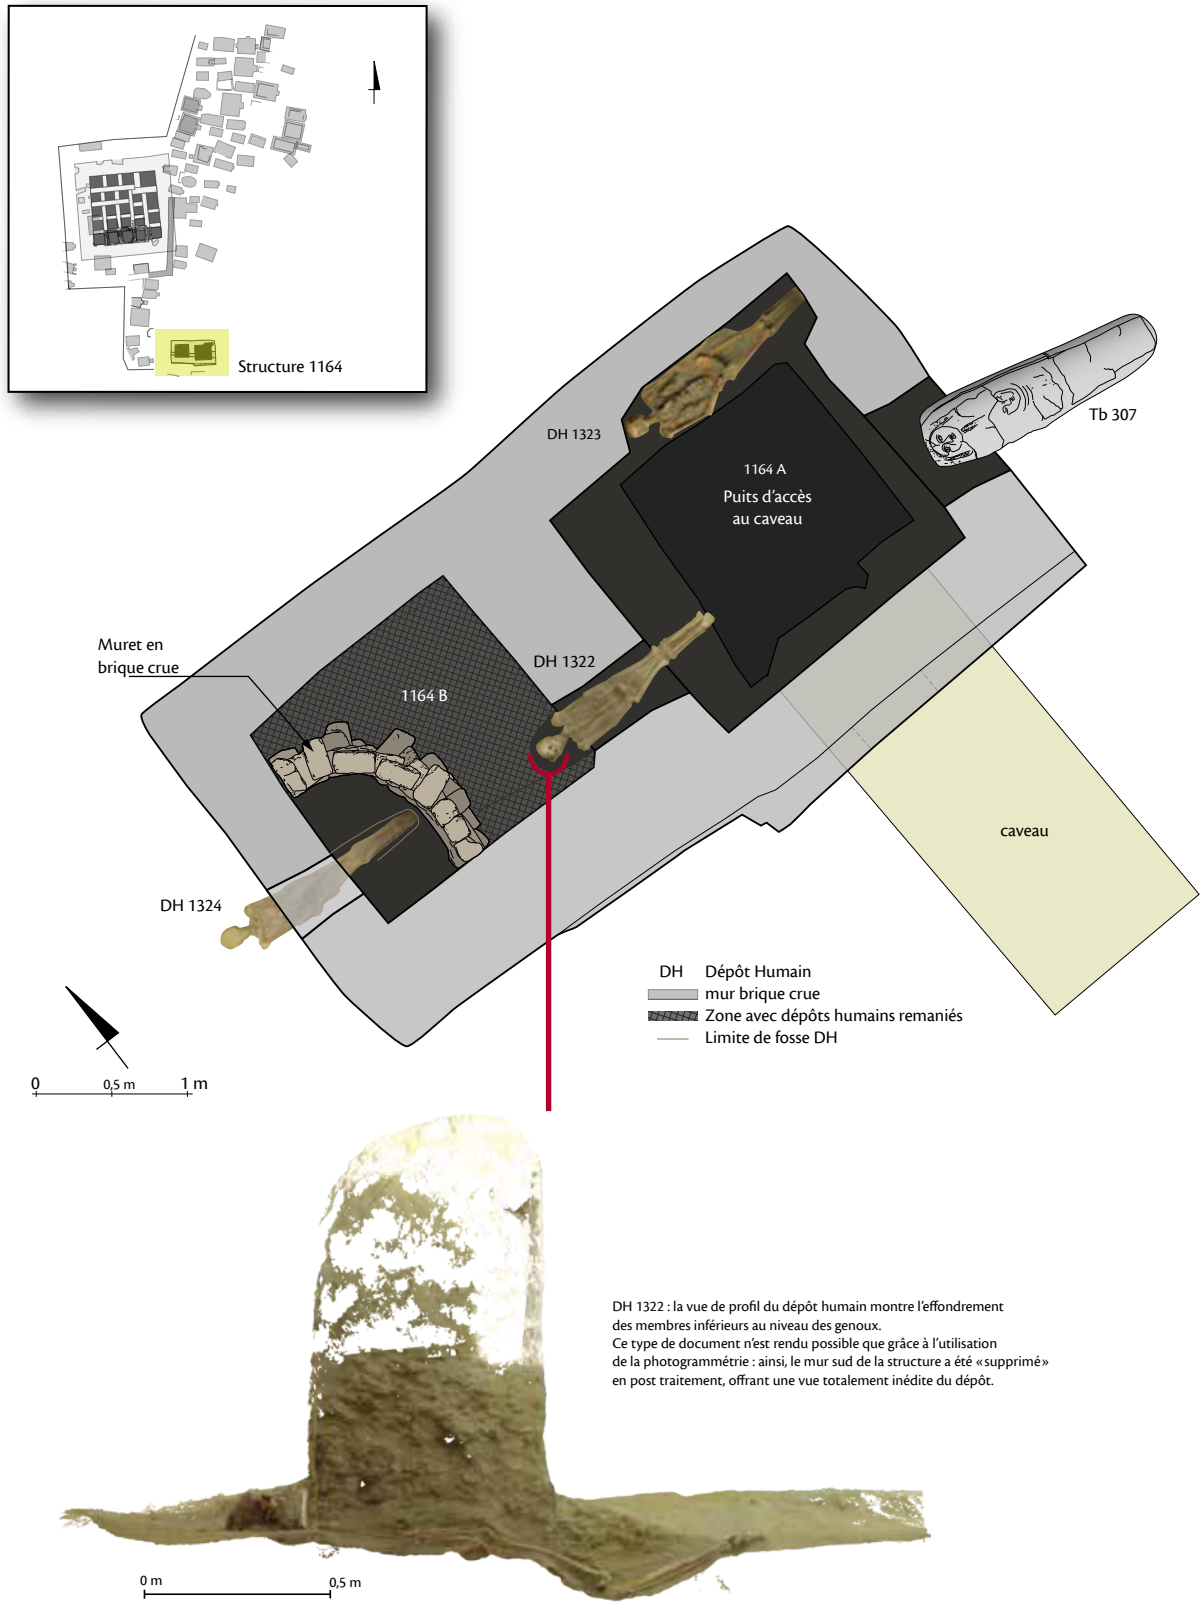 Structure 1164
Tb 307
DH 1323
1164 A
Puits d'accès
au caveau
Muret en
brique crue
DH 1322
1164 B
caveau
DH 1324
DH Dépôt Humain
mur brique crue
Zone avec dépôts humains remaniés
Limite de fosse DH
0 0,5 m 1 m
DH 1322 : la vue de profil du dépôt humain montre l'effondrement
des membres inférieurs au niveau des genoux.
Ce type de document n'est rendu possible que grâce à l'utilisation
de la photogrammétrie : ainsi, le mur sud de la structure a été « supprimé »
en post traitement, offrant une vue totalement inédite du dépôt.
0 m 0,5 m